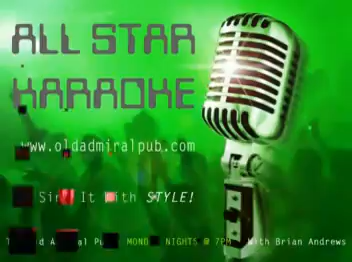 ALL STAR
KARAOKE
www.oldadmiralpub.com
It With STYLE!
NIGHTS @ 7PM With Brian Andrews